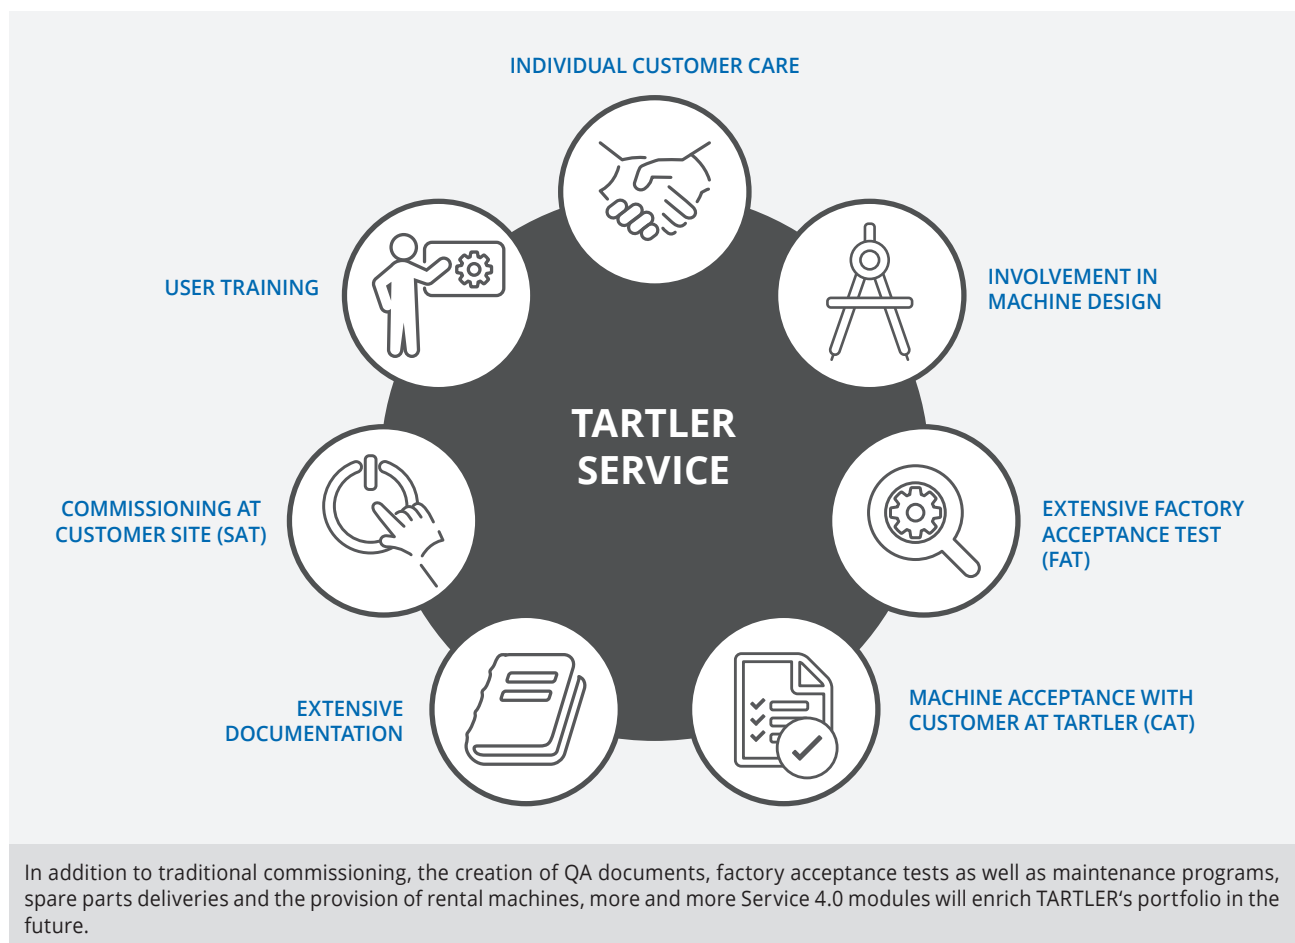 INDIVIDUAL CUSTOMER CARE
USER TRAINING
INVOLVEMENT IN
MACHINE DESIGN
TARTLER
SERVICE
COMMISSIONING AT
CUSTOMER SITE (SAT)
EXTENSIVE FACTORY
ACCEPTANCE TEST
(FAT)
EXTENSIVE
DOCUMENTATION
MACHINE ACCEPTANCE WITH
CUSTOMER AT TARTLER (CAT)
In addition to traditional commissioning, the creation of QA documents, factory acceptance tests as well as maintenance programs,
spare parts deliveries and the provision of rental machines, more and more Service 4.0 modules will enrich TARTLER‘s portfolio in the
future.